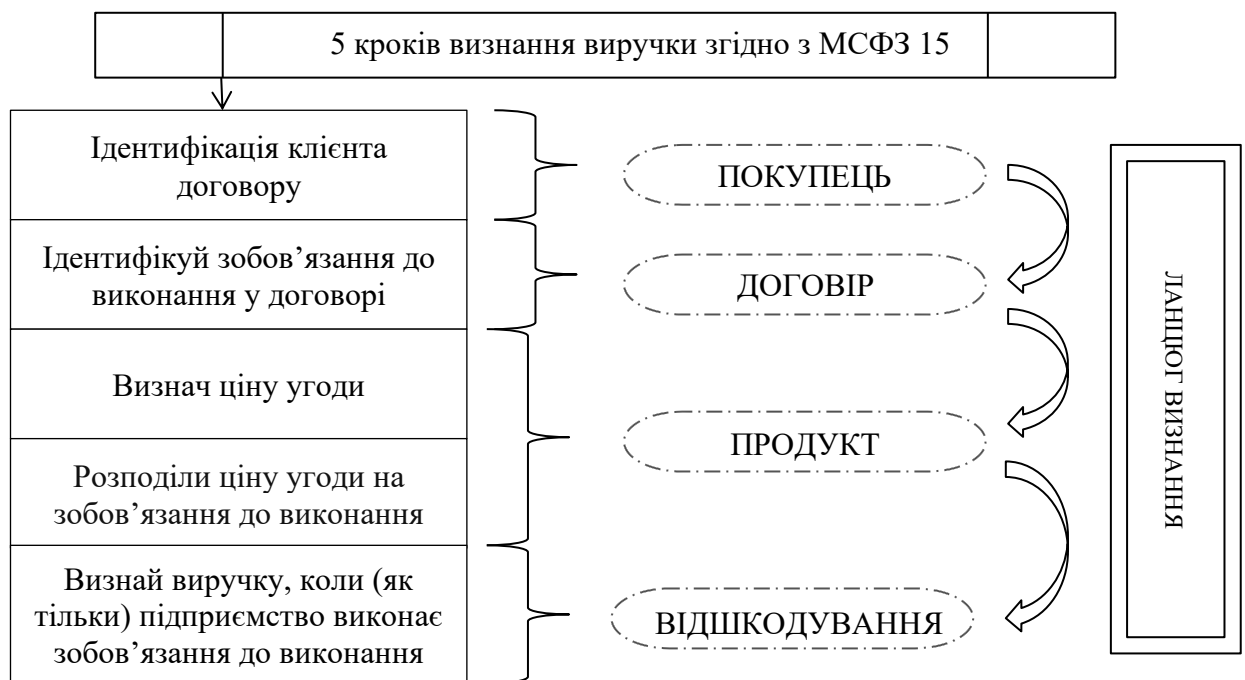 5 кроків визнання виручки згідно з МСФЗ 15
Ідентифікація клієнта
договору
Ідентифікуй зобов’язання до
виконання у договорі
Визнач ціну угоди
Розподіли ціну угоди на
зобов’язання до виконання
Визнай виручку, коли (як
тільки) підприємство виконає
зобов’язання до виконання
ПОКУПЕЦЬ
ДОГОВІР
ПРОДУКТ
ВІДШКОДУВАННЯ
ЛАНЦЮГ ВИЗНАННЯ